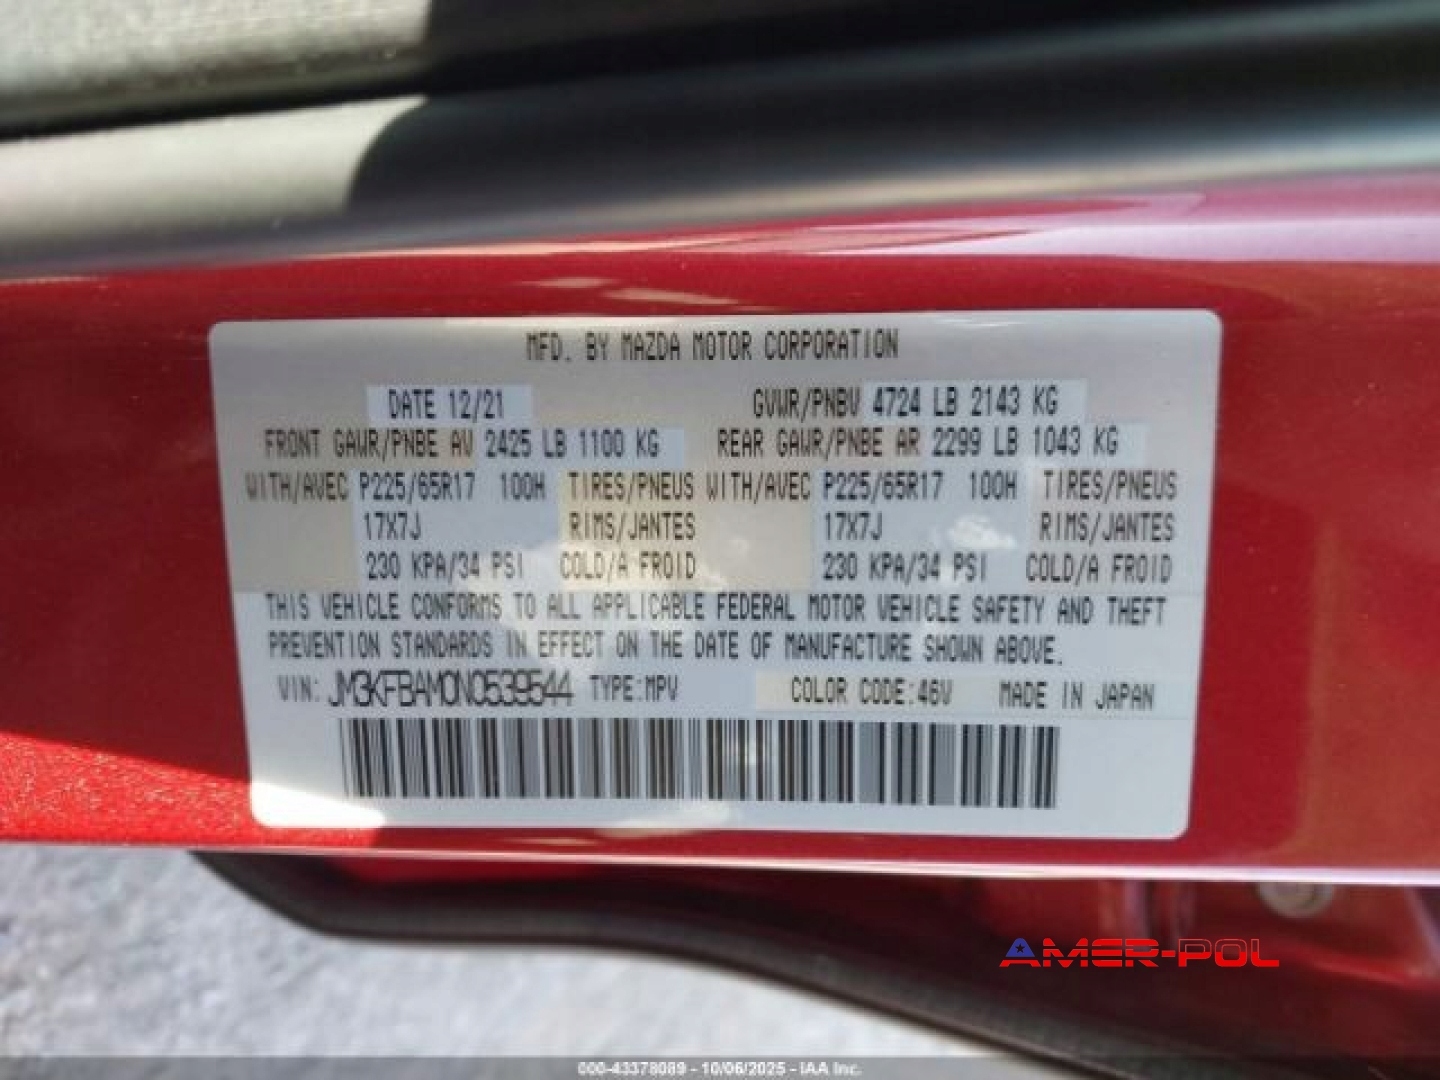 MFD. BY MAZDA MOTOR CORPORATION
DATE 12/21 GVWR/PNBV 4724 LB 2143 KG
FRONT GAWR/PNBE AV 2425 LB 1100 KG REAR GAWR/PNBE AR 2299 LB 1043 KG
WITH/AVEC P225/65R17 100H TIRES/PNEUS WITH/AVEC P225/65R17 100H TIRES/PNEUS
17X7J RIMS/JANTES 17X7J RIMS/JANTES
230 KPA/34 PSI COLD/A FROID 230 KPA/34 PSI COLD/A FROID
THIS VEHICLE CONFORMS TO ALL APPLICABLE FEDERAL MOTOR VEHICLE SAFETY AND THEFT
PREVENTION STANDARDS IN EFFECT ON THE DATE OF MANUFACTURE SHOWN ABOVE.
VIN: JM3KFBAM0N0539544 TYPE:MPV COLOR CODE:46V MADE IN JAPAN
AMER-POL
000-43378089 - 10/06/2025 - IAA Inc.